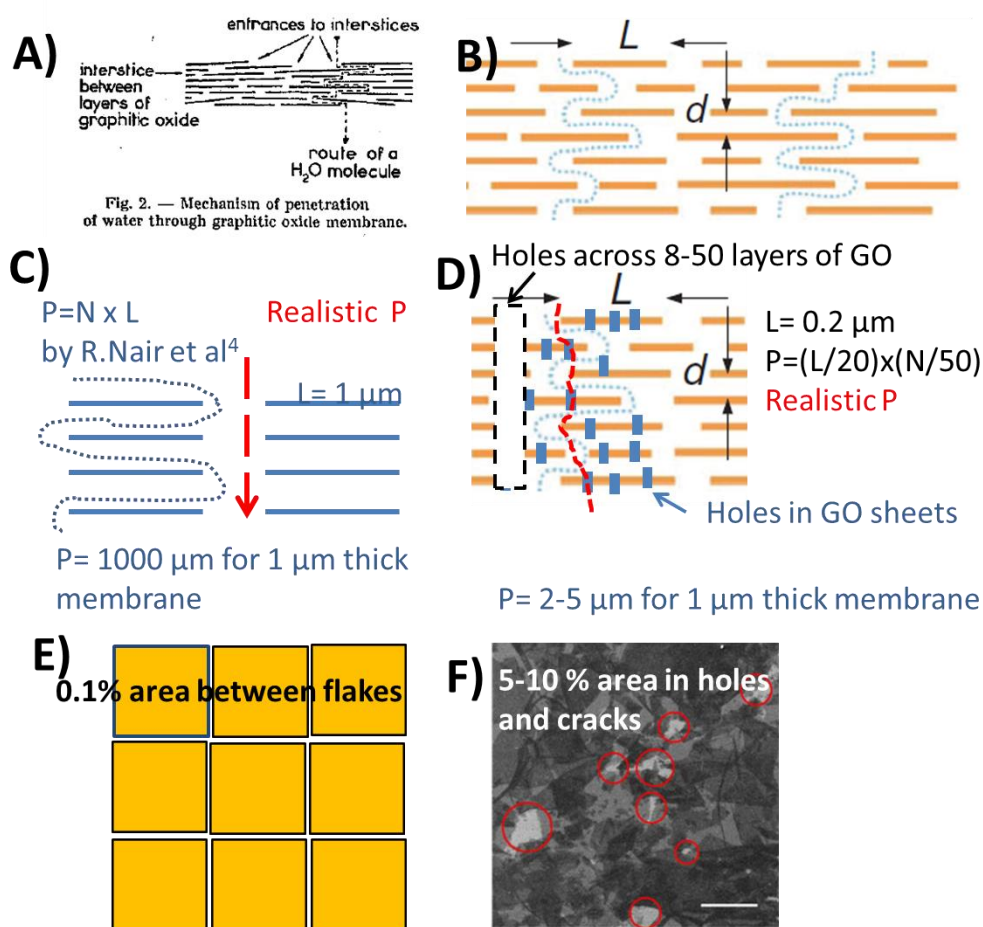 A)
entrances to interstices
interstice
between
layers of
graphitic oxide
route of a
H₂O molecule
Fig. 2. — Mechanism of penetration
of water through graphitic oxide membrane.
B)
L
d
C)
P=N x L
by R.Nair et al⁴
Realistic P
L= 1 µm
P= 1000 µm for 1 µm thick
membrane
D)
Holes across 8-50 layers of GO
L
d
L= 0.2 µm
P=(L/20)x(N/50)
Realistic P
Holes in GO sheets
P= 2-5 µm for 1 µm thick membrane
E)
0.1% area between flakes
F)
5-10 % area in holes
and cracks